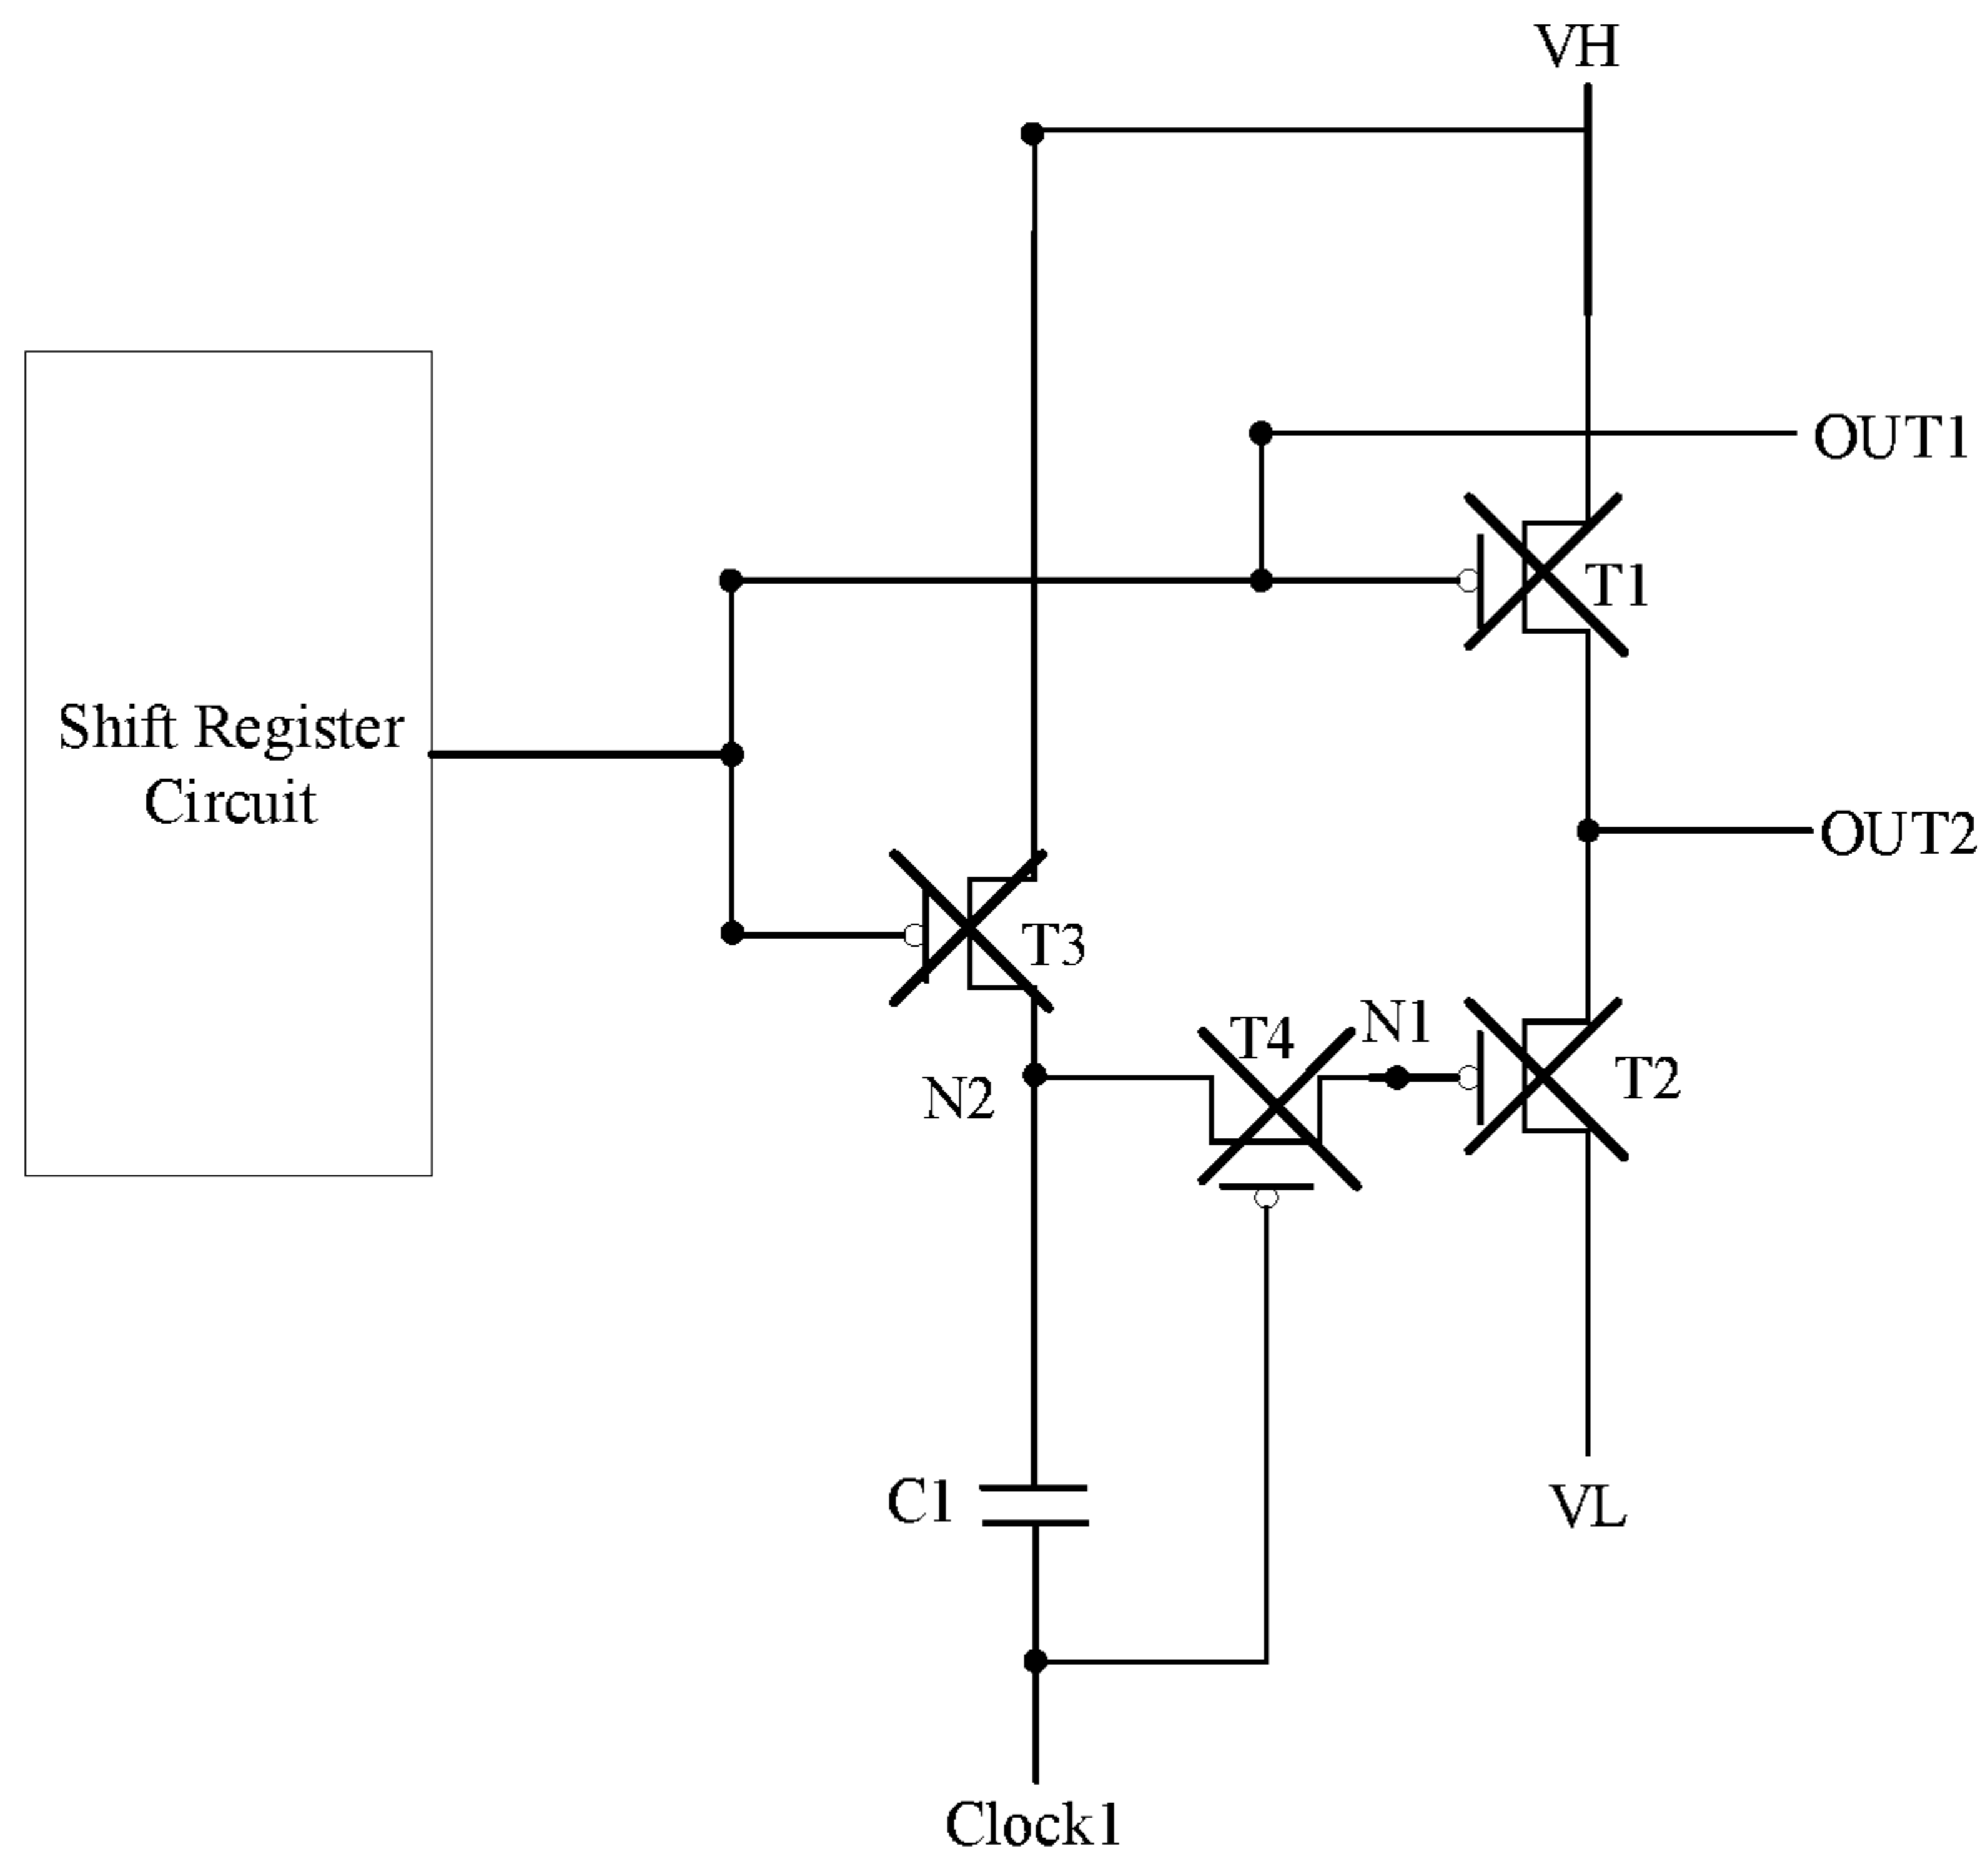 VH
OUT1
T1
Shift Register
Circuit
OUT2
T3
T4
N1
T2
N2
C1
VL
Clock1